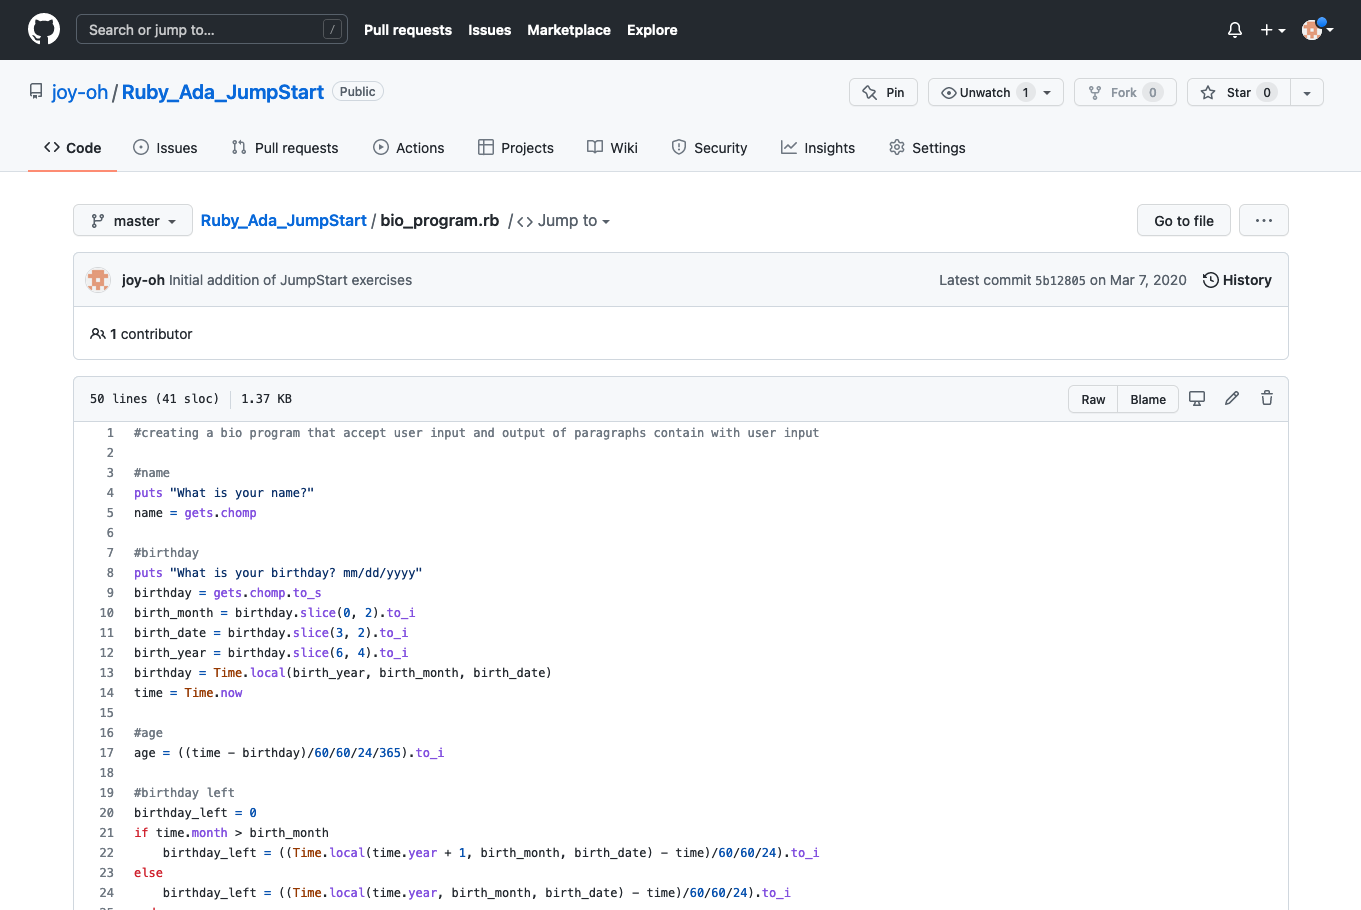 Search or jump to... / Pull requests Issues Marketplace Explore
joy-oh / Ruby_Ada_JumpStart Public Pin Unwatch 1 Fork 0 Star 0
Code Issues Pull requests Actions Projects Wiki Security Insights Settings
master Ruby_Ada_JumpStart / bio_program.rb / <> Jump to Go to file ...
joy-oh Initial addition of JumpStart exercises Latest commit 5b12805 on Mar 7, 2020 History
1 contributor
50 lines (41 sloc) 1.37 KB Raw Blame
1 #creating a bio program that accept user input and output of paragraphs contain with user input
2
3 #name
4 puts "What is your name?"
5 name = gets.chomp
6
7 #birthday
8 puts "What is your birthday? mm/dd/yyyy"
9 birthday = gets.chomp.to_s
10 birth_month = birthday.slice(0, 2).to_i
11 birth_date = birthday.slice(3, 2).to_i
12 birth_year = birthday.slice(6, 4).to_i
13 birthday = Time.local(birth_year, birth_month, birth_date)
14 time = Time.now
15
16 #age
17 age = ((time - birthday)/60/60/24/365).to_i
18
19 #birthday left
20 birthday_left = 0
21 if time.month > birth_month
22 birthday_left = ((Time.local(time.year + 1, birth_month, birth_date) - time)/60/60/24).to_i
23 else
24 birthday_left = ((Time.local(time.year, birth_month, birth_date) - time)/60/60/24).to_i